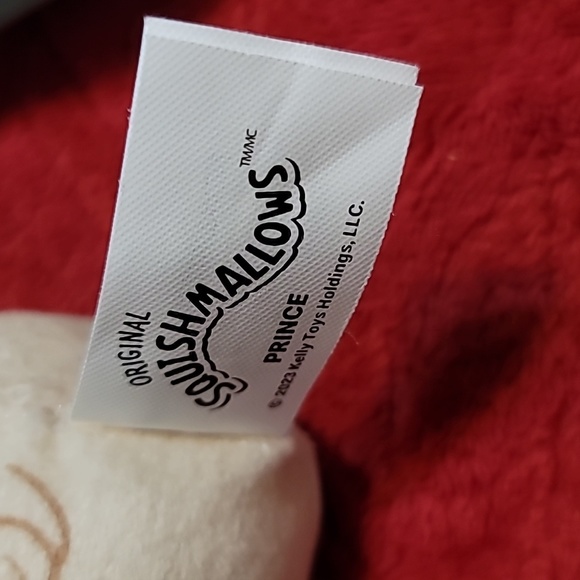 ORIGINAL
SQUISHMALLOWS TM/MC
PRINCE
© 2023 Kelly Toys Holdings, LLC.